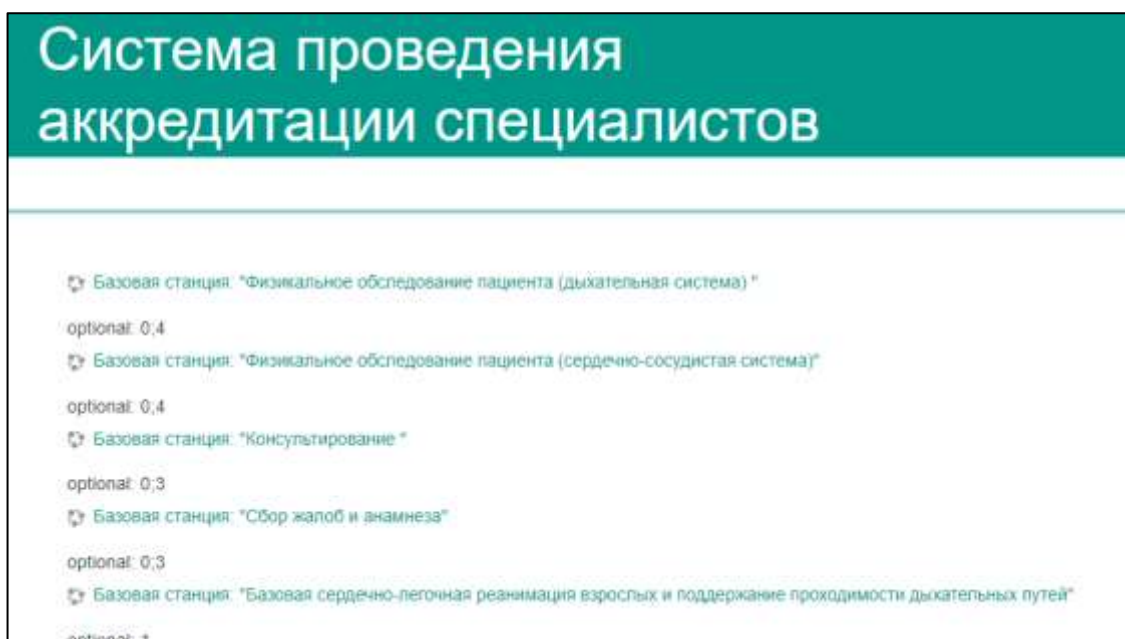 Система проведения
аккредитации специалистов
Базовая станция: "Физикальное обследование пациента (дыхательная система) "
optional: 0;4
Базовая станция: "Физикальное обследование пациента (сердечно-сосудистая система)"
optional: 0;4
Базовая станция: "Консультирование "
optional: 0;3
Базовая станция: "Сбор жалоб и анамнеза"
optional: 0;3
Базовая станция: "Базовая сердечно-легочная реанимация взрослых и поддержание проходимости дыхательных путей"